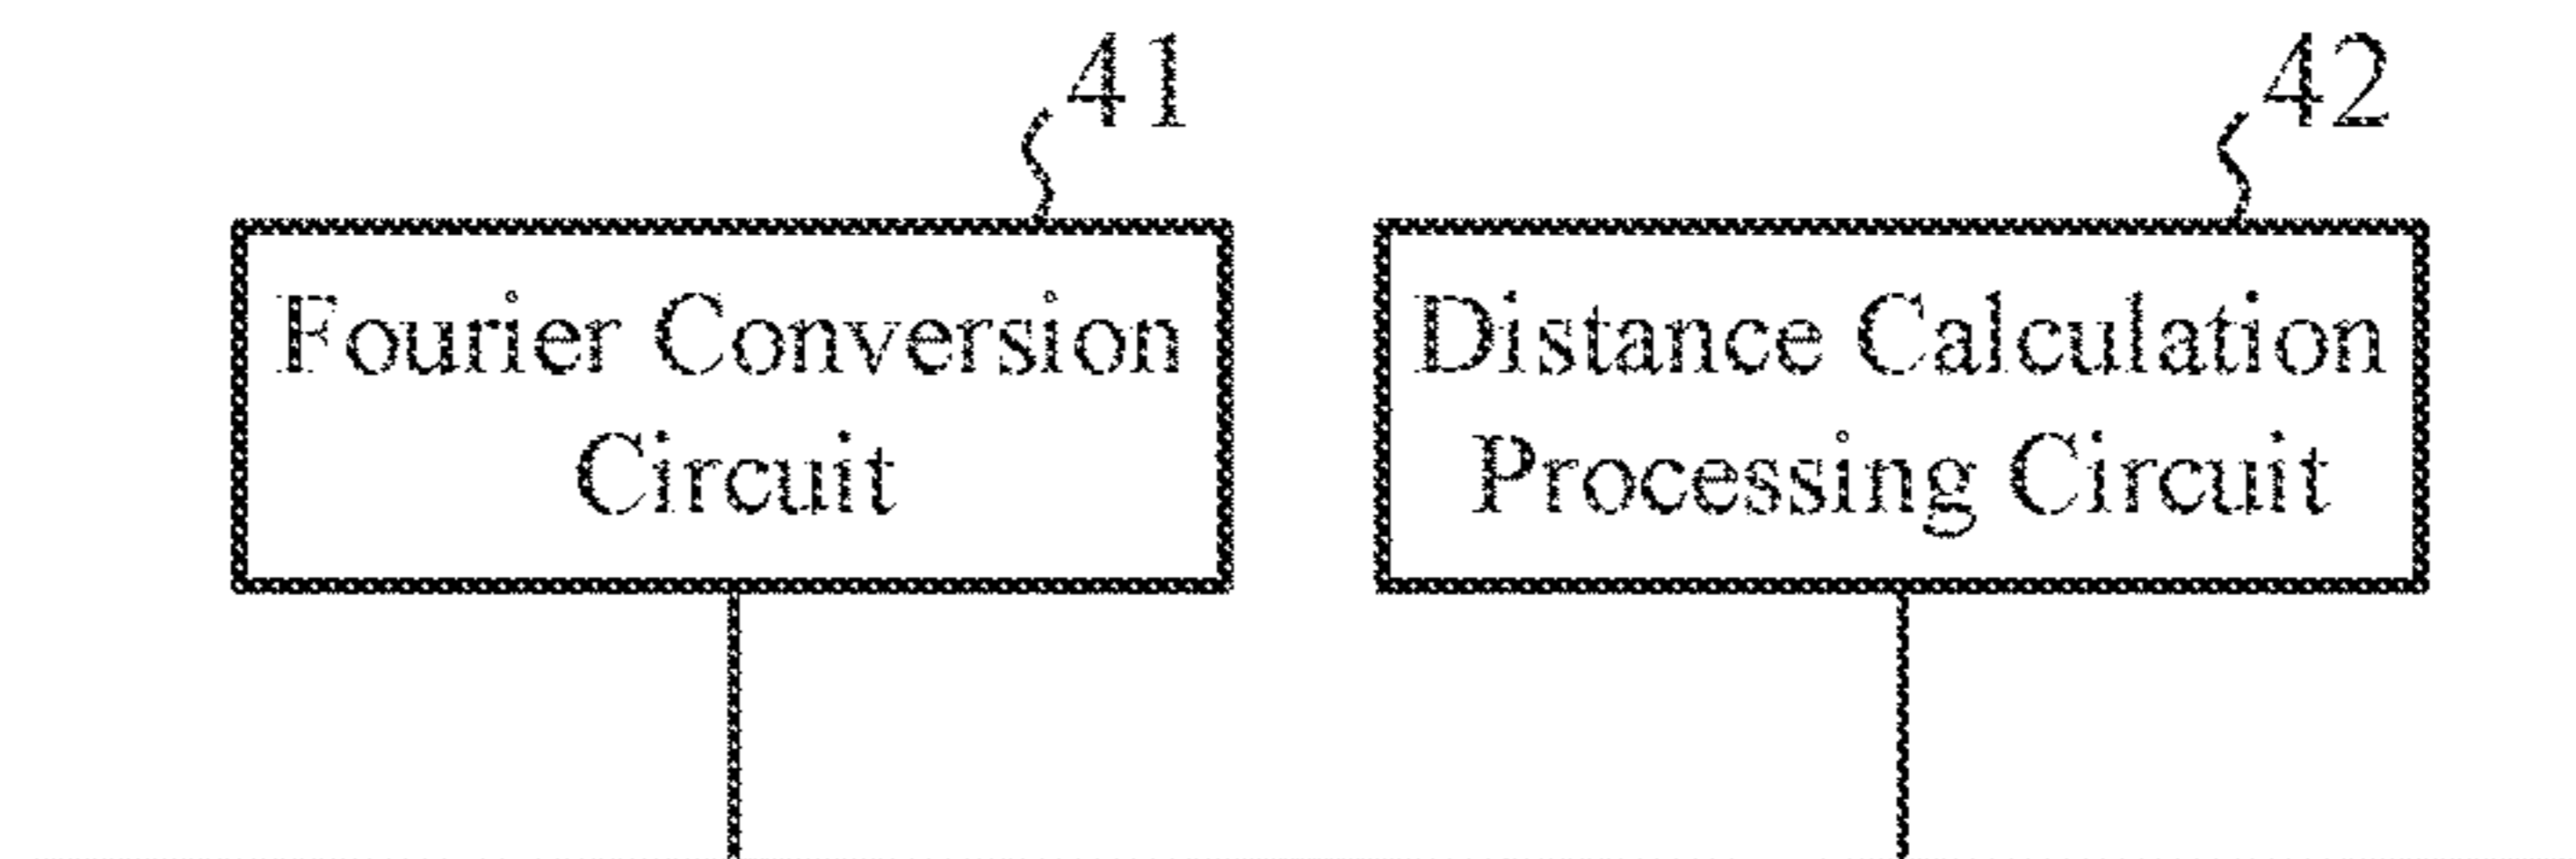 41
42
Fourier Conversion
Circuit
Distance Calculation
Processing Circuit